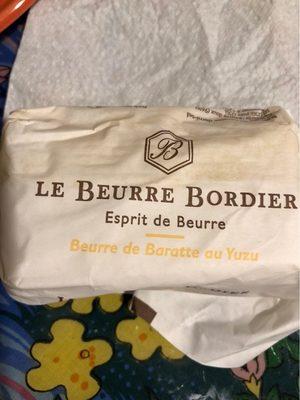 B
LE BEURRE BORDIER
Esprit de Beurre
Beurre de Baratte au Yuzu